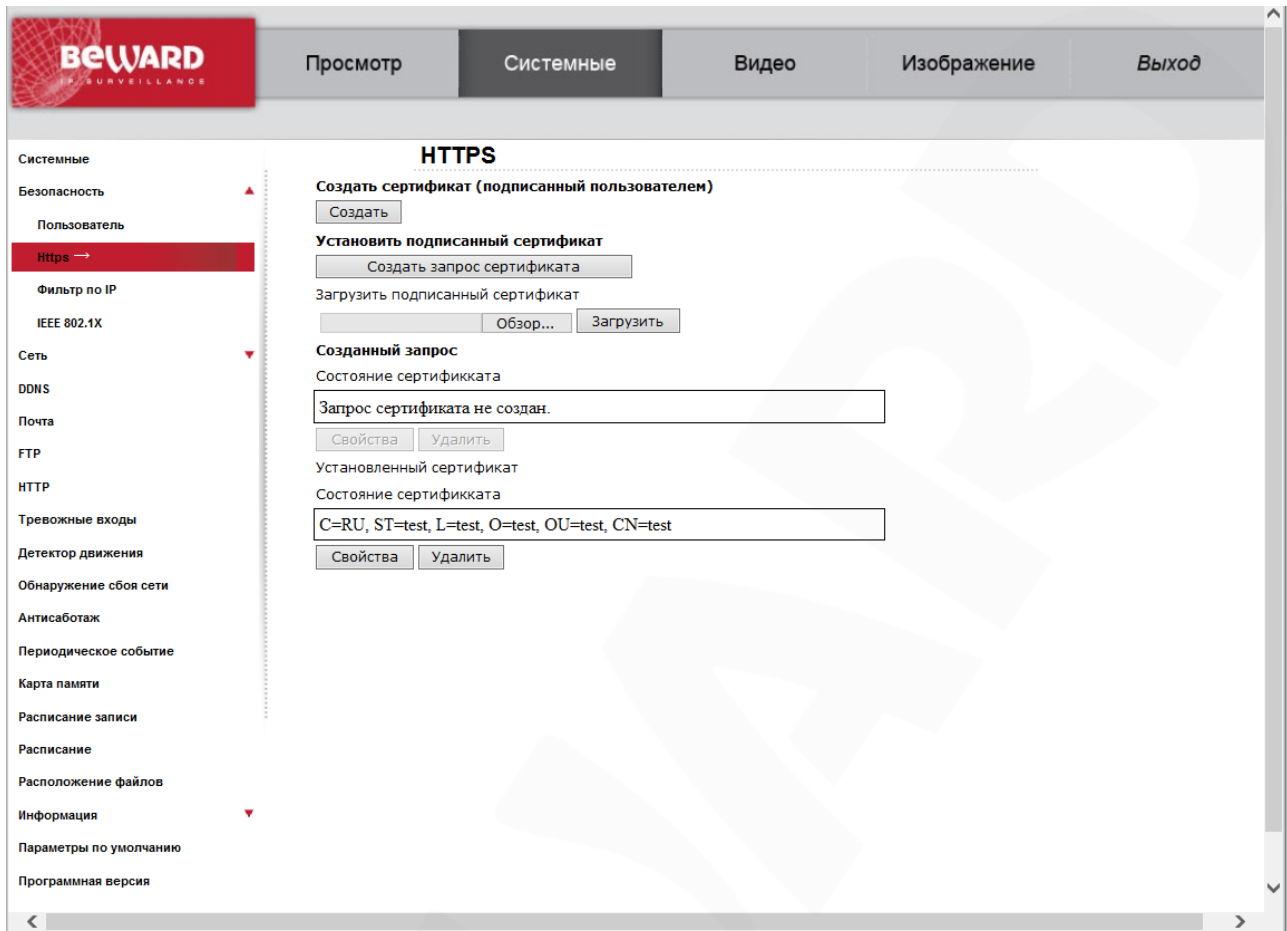 BEWARD
IP SURVEILLANCE
Просмотр
Системные
Видео
Изображение
Выход
Системные
Безопасность
Пользователь
Https →
Фильтр по IP
IEEE 802.1X
Сеть
DDNS
Почта
FTP
HTTP
Тревожные входы
Детектор движения
Обнаружение сбоя сети
Антисаботаж
Периодическое событие
Карта памяти
Расписание записи
Расписание
Расположение файлов
Информация
Параметры по умолчанию
Программная версия
HTTPS
Создать сертификат (подписанный пользователем)
Создать
Установить подписанный сертификат
Создать запрос сертификата
Загрузить подписанный сертификат
Обзор... Загрузить
Созданный запрос
Состояние сертификката
Запрос сертификата не создан.
Свойства Удалить
Установленный сертификат
Состояние сертификката
C=RU, ST=test, L=test, O=test, OU=test, CN=test
Свойства Удалить